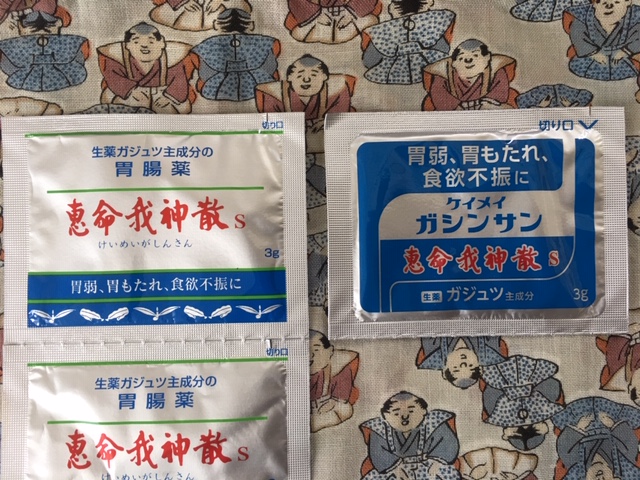 切り口
生薬ガジュツ主成分の
胃腸薬
恵命我神散S
けいめいがしんさん
3g
胃弱、胃もたれ、食欲不振に
切り口
生薬ガジュツ主成分の
胃腸薬
恵命我神散S
けいめいがしんさん
切り口
胃弱、胃もたれ、
食欲不振に
ケイメイ
ガシンサン
恵命我神散S
生薬 ガジュツ主成分 3g